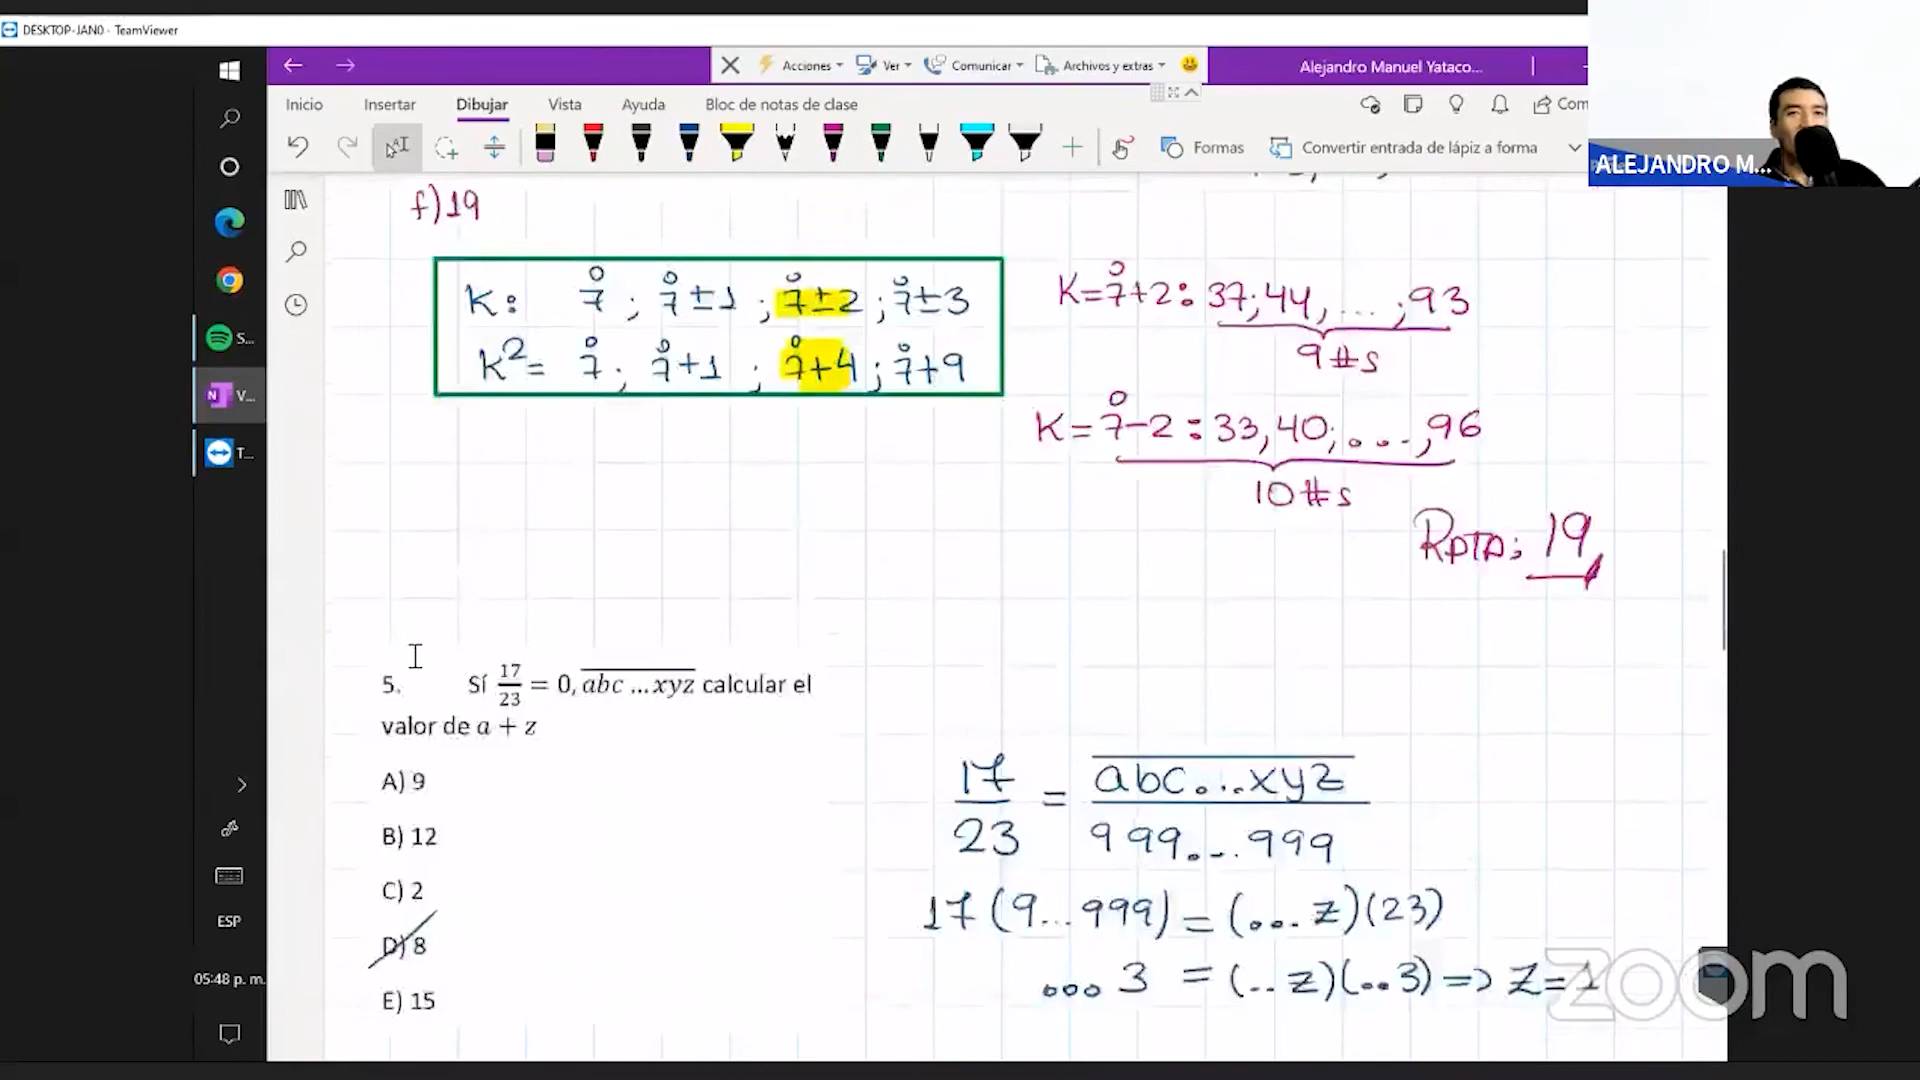 DESKTOP-JAN0 - TeamViewer
Acciones Ver Comunicar Archivos y extras
Alejandro Manuel Yataco...
Inicio Insertar Dibujar Vista Ayuda Bloc de notas de clase
Com
Formas Convertir entrada de lápiz a forma
ALEJANDRO M...
S...
V...
T...
ESP
05:48 p. m.
f) 19
K: 7̊ ; 7̊±1 ; 7̊±2 ; 7̊±3
K²= 7̊ ; 7̊+1 ; 7̊+4 ; 7̊+9
K=7̊+2: 37;44, ... ;93
9 #s
K=7̊-2: 33,40; ... ,96
10 #s
Rpta: 19
5. Sí 17/23 = 0, abc ... xyz calcular el
valor de a + z
A) 9
B) 12
C) 2
D) 8
E) 15
17/23 = abc...xyz/999...999
17(9...999) = (...z)(23)
...3 = (..z)(..3) => z=1
zoom